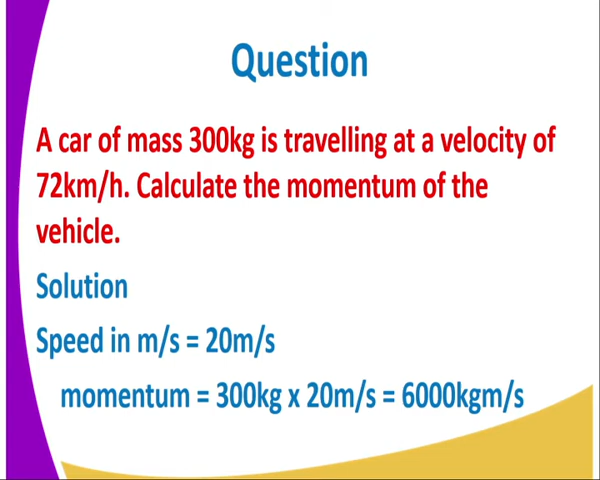 Question
A car of mass 300kg is travelling at a velocity of
72km/h. Calculate the momentum of the
vehicle.
Solution
Speed in m/s = 20m/s
momentum = 300kg x 20m/s = 6000kgm/s